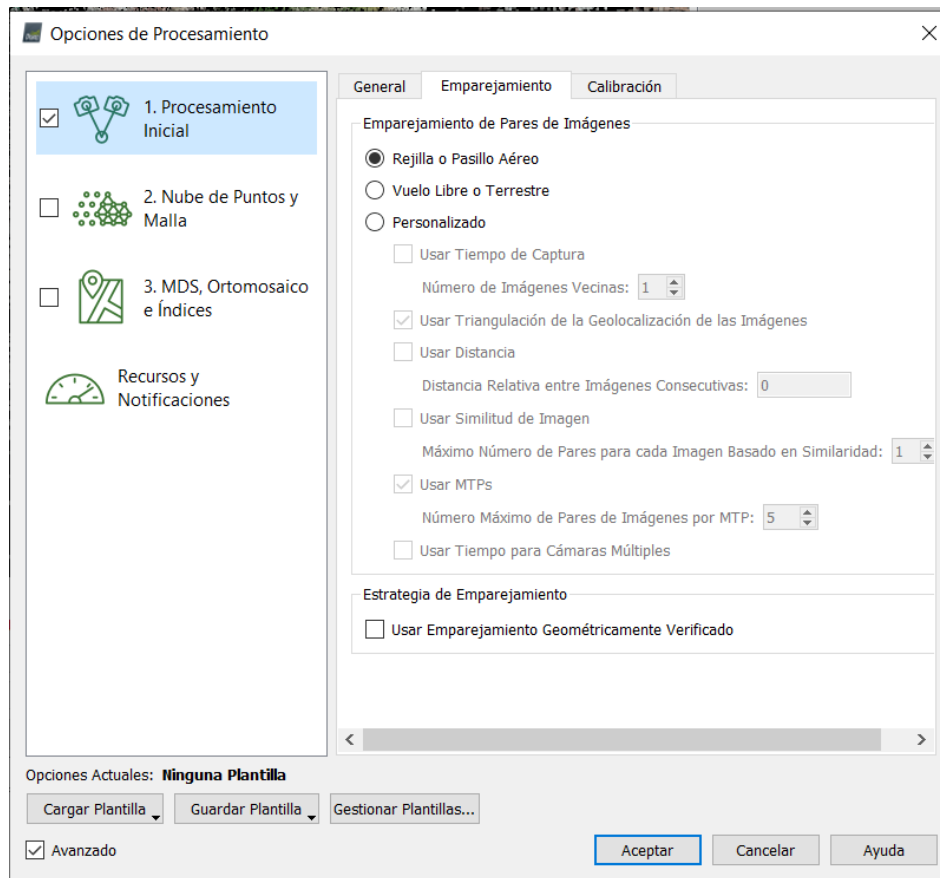 Opciones de Procesamiento
1. Procesamiento
Inicial
2. Nube de Puntos y
Malla
3. MDS, Ortomosaico
e Índices
Recursos y
Notificaciones
General
Emparejamiento
Calibración
Emparejamiento de Pares de Imágenes
Rejilla o Pasillo Aéreo
Vuelo Libre o Terrestre
Personalizado
Usar Tiempo de Captura
Número de Imágenes Vecinas: 1
Usar Triangulación de la Geolocalización de las Imágenes
Usar Distancia
Distancia Relativa entre Imágenes Consecutivas: 0
Usar Similitud de Imagen
Máximo Número de Pares para cada Imagen Basado en Similaridad: 1
Usar MTPs
Número Máximo de Pares de Imágenes por MTP: 5
Usar Tiempo para Cámaras Múltiples
Estrategia de Emparejamiento
Usar Emparejamiento Geométricamente Verificado
Opciones Actuales: Ninguna Plantilla
Cargar Plantilla
Guardar Plantilla
Gestionar Plantillas...
Avanzado
Aceptar
Cancelar
Ayuda